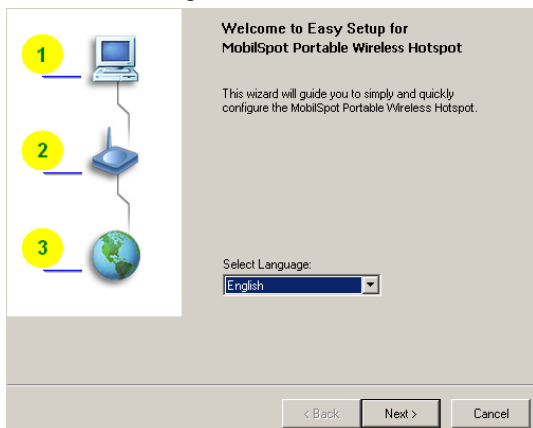 Welcome to Easy Setup for
MobilSpot Portable Wireless Hotspot
This wizard will guide you to simply and quickly
configure the MobilSpot Portable Wireless Hotspot.
1
2
3
Select Language:
English
< Back
Next >
Cancel